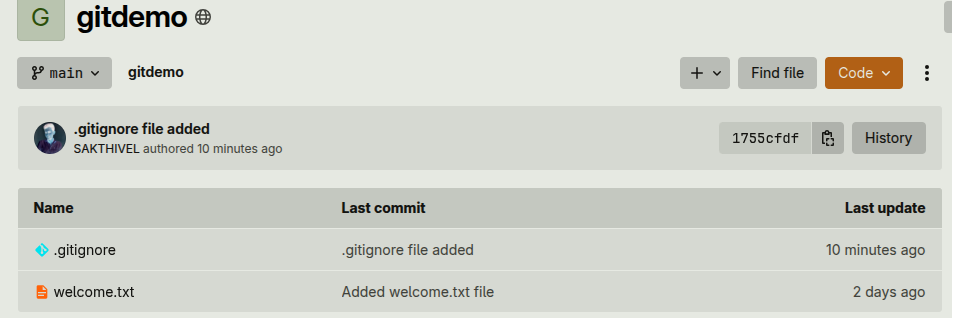 G gitdemo
main gitdemo Find file Code
.gitignore file added
SAKTHIVEL authored 10 minutes ago
1755cfdf History
Name Last commit Last update
.gitignore .gitignore file added 10 minutes ago
welcome.txt Added welcome.txt file 2 days ago